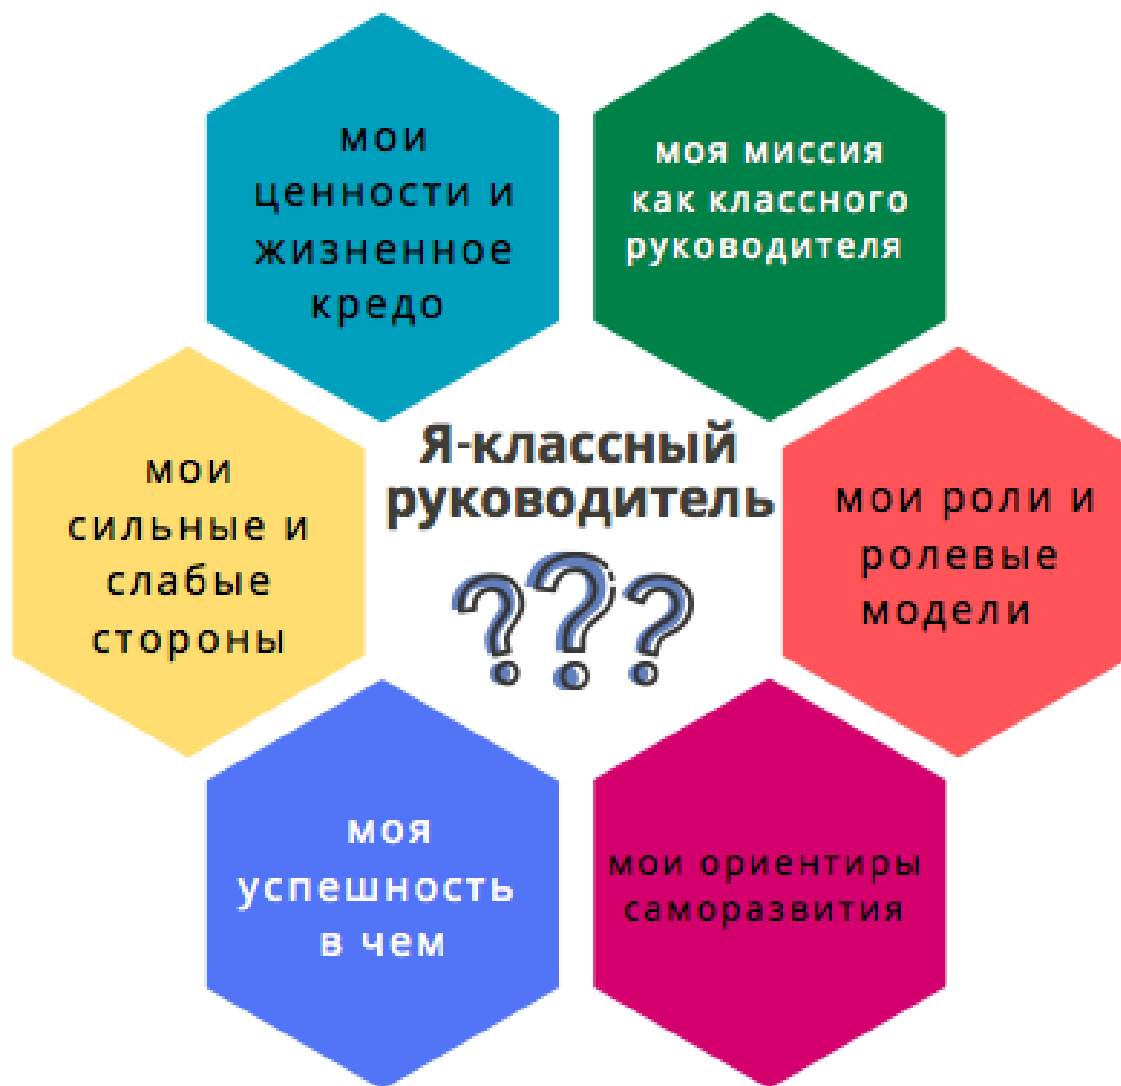 мои
ценности и
жизненное
кредо
моя миссия
как классного
руководителя
мои
сильные и
слабые
стороны
Я-классный
руководитель
???
мои роли и
ролевые
модели
моя
успешность
в чем
мои ориентиры
саморазвития